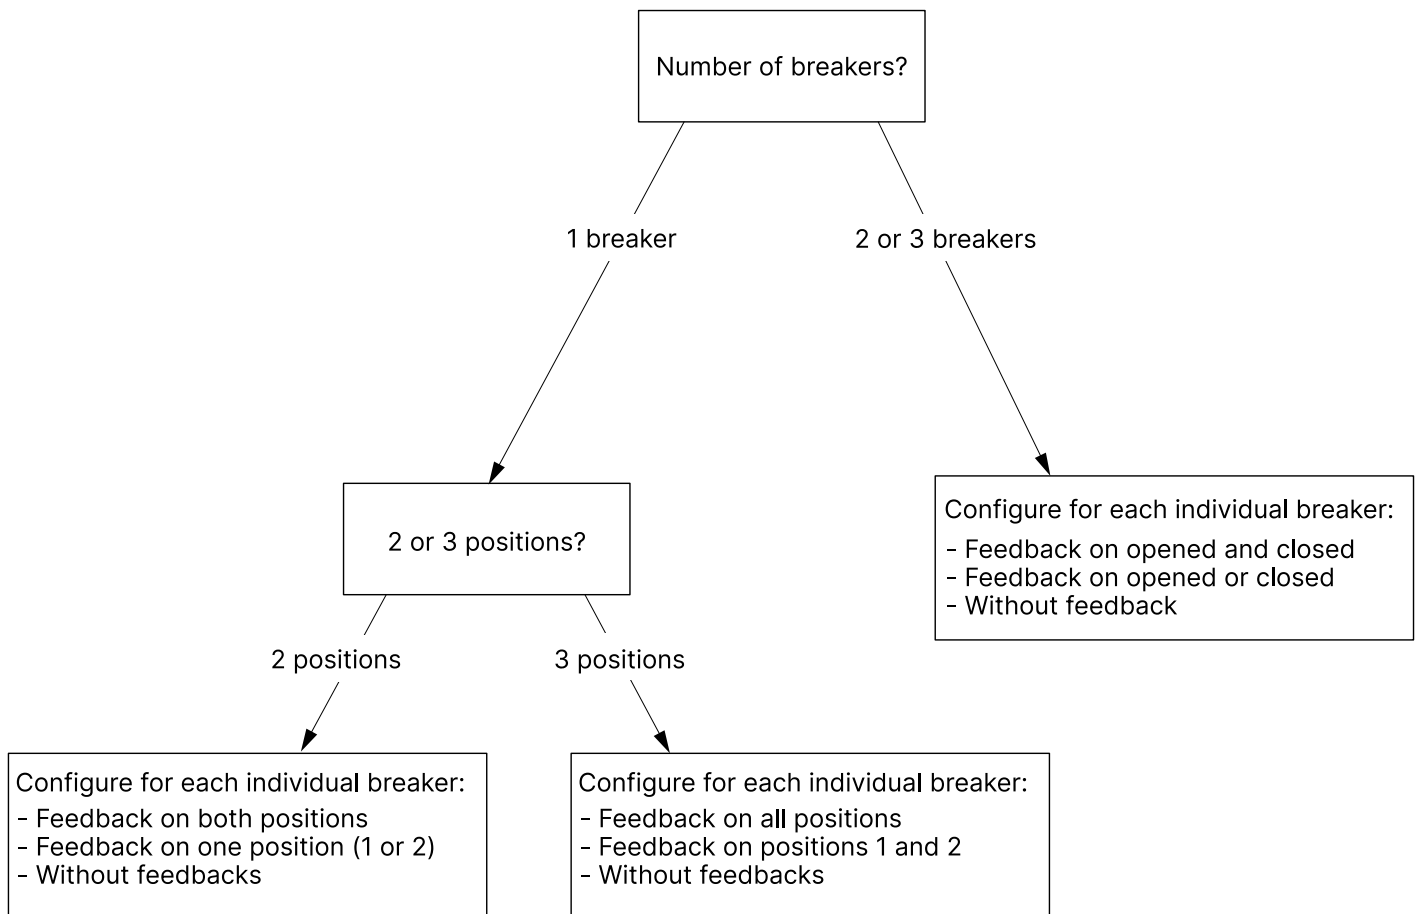 Number of breakers?
1 breaker
2 or 3 breakers
2 or 3 positions?
Configure for each individual breaker:
- Feedback on opened and closed
- Feedback on opened or closed
- Without feedback
2 positions
3 positions
Configure for each individual breaker:
- Feedback on both positions
- Feedback on one position (1 or 2)
- Without feedbacks
Configure for each individual breaker:
- Feedback on all positions
- Feedback on positions 1 and 2
- Without feedbacks